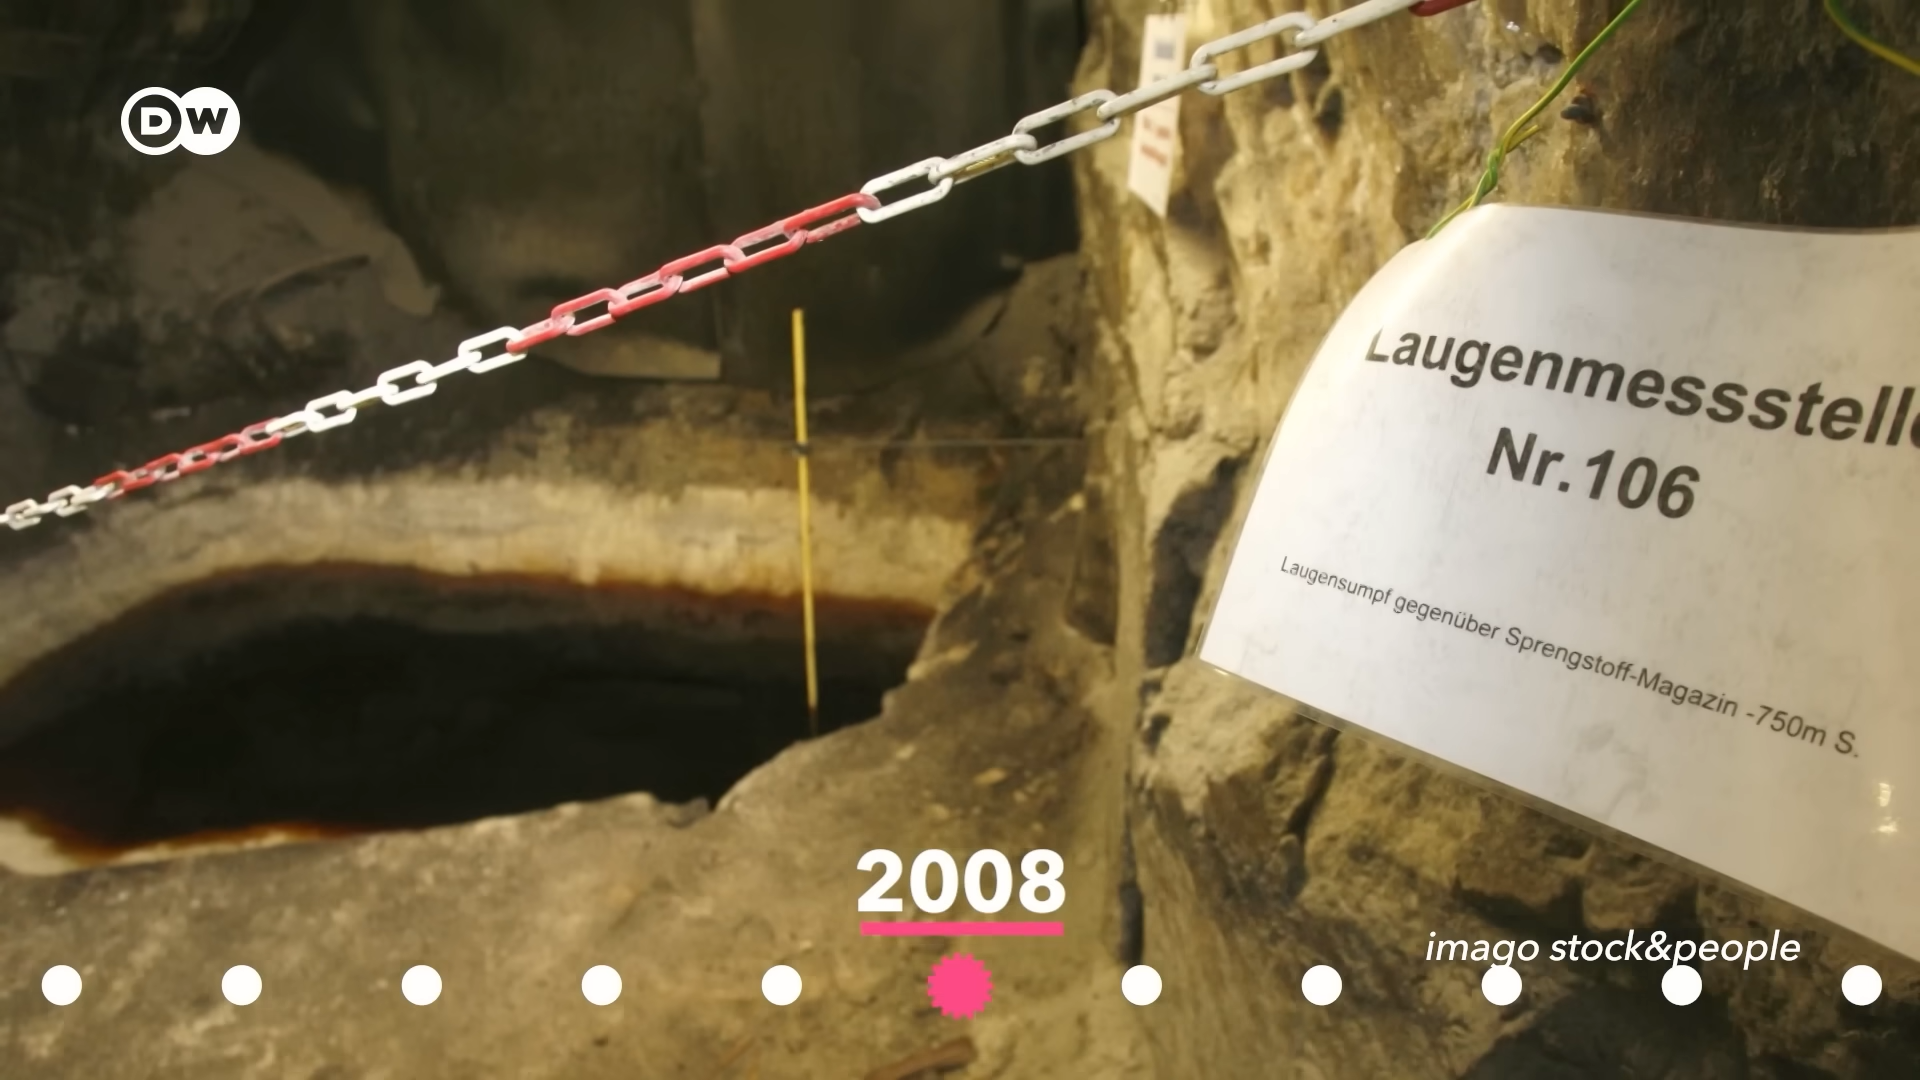 DW
Laugenmessstelle
Nr.106
Laugensumpf gegenüber Sprengstoff-Magazin -750m S.
2008
imago stock&people